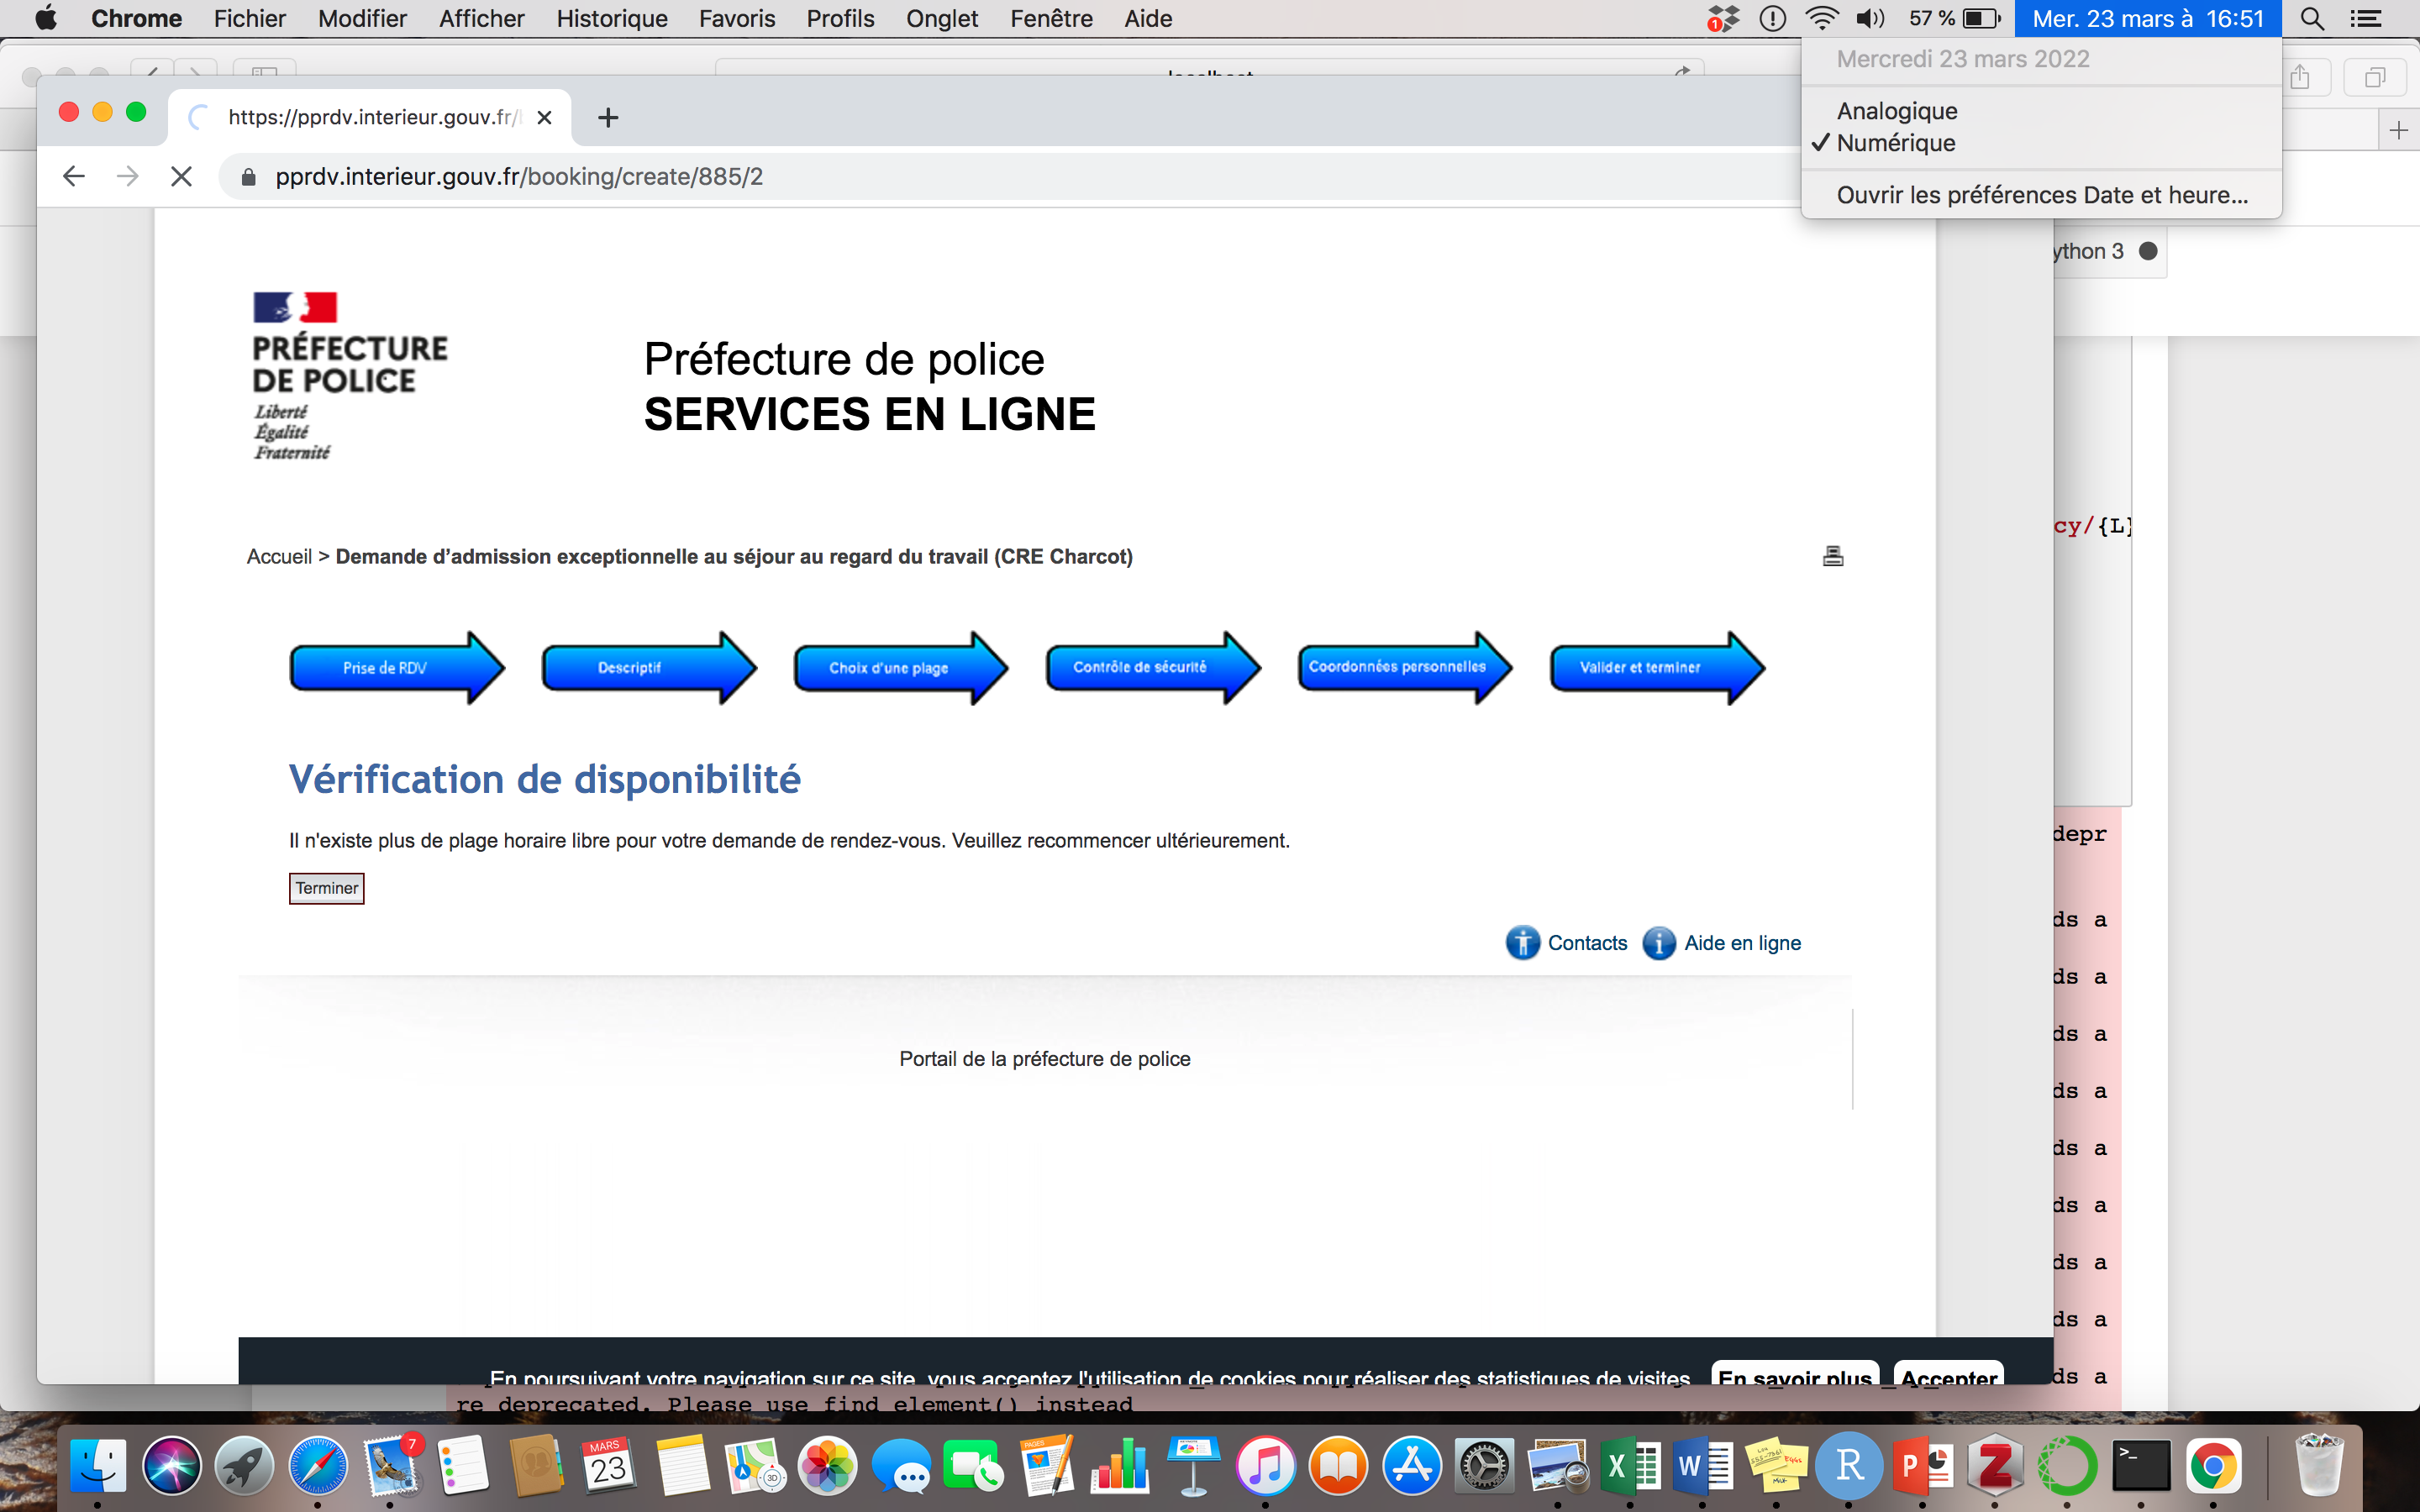 Chrome Fichier Modifier Afficher Historique Favoris Profils Onglet Fenêtre Aide 1 57 % Mer. 23 mars à 16:51
Mercredi 23 mars 2022
Analogique
✓ Numérique
Ouvrir les préférences Date et heure...
https://pprdv.interieur.gouv.fr/
pprdv.interieur.gouv.fr/booking/create/885/2
ython 3
PRÉFECTURE
DE POLICE
Liberté
Égalité
Fraternité
Préfecture de police
SERVICES EN LIGNE
cy/{L}
Accueil > Demande d’admission exceptionnelle au séjour au regard du travail (CRE Charcot)
Prise de RDV
Descriptif
Choix d'une plage
Contrôle de sécurité
Coordonnées personnelles
Valider et terminer
Vérification de disponibilité
Il n'existe plus de plage horaire libre pour votre demande de rendez-vous. Veuillez recommencer ultérieurement.
depr
Terminer
ds a
Contacts
Aide en ligne
ds a
ds a
Portail de la préfecture de police
ds a
ds a
ds a
ds a
ds a
ds a
En poursuivant votre navigation sur ce site, vous acceptez l'utilisation de cookies pour réaliser des statistiques de visites
En savoir plus
Accepter
re deprecated. Please use find_element() instead
7
MARS
23
3D
PAGES
X
W
R
P
Z
>_